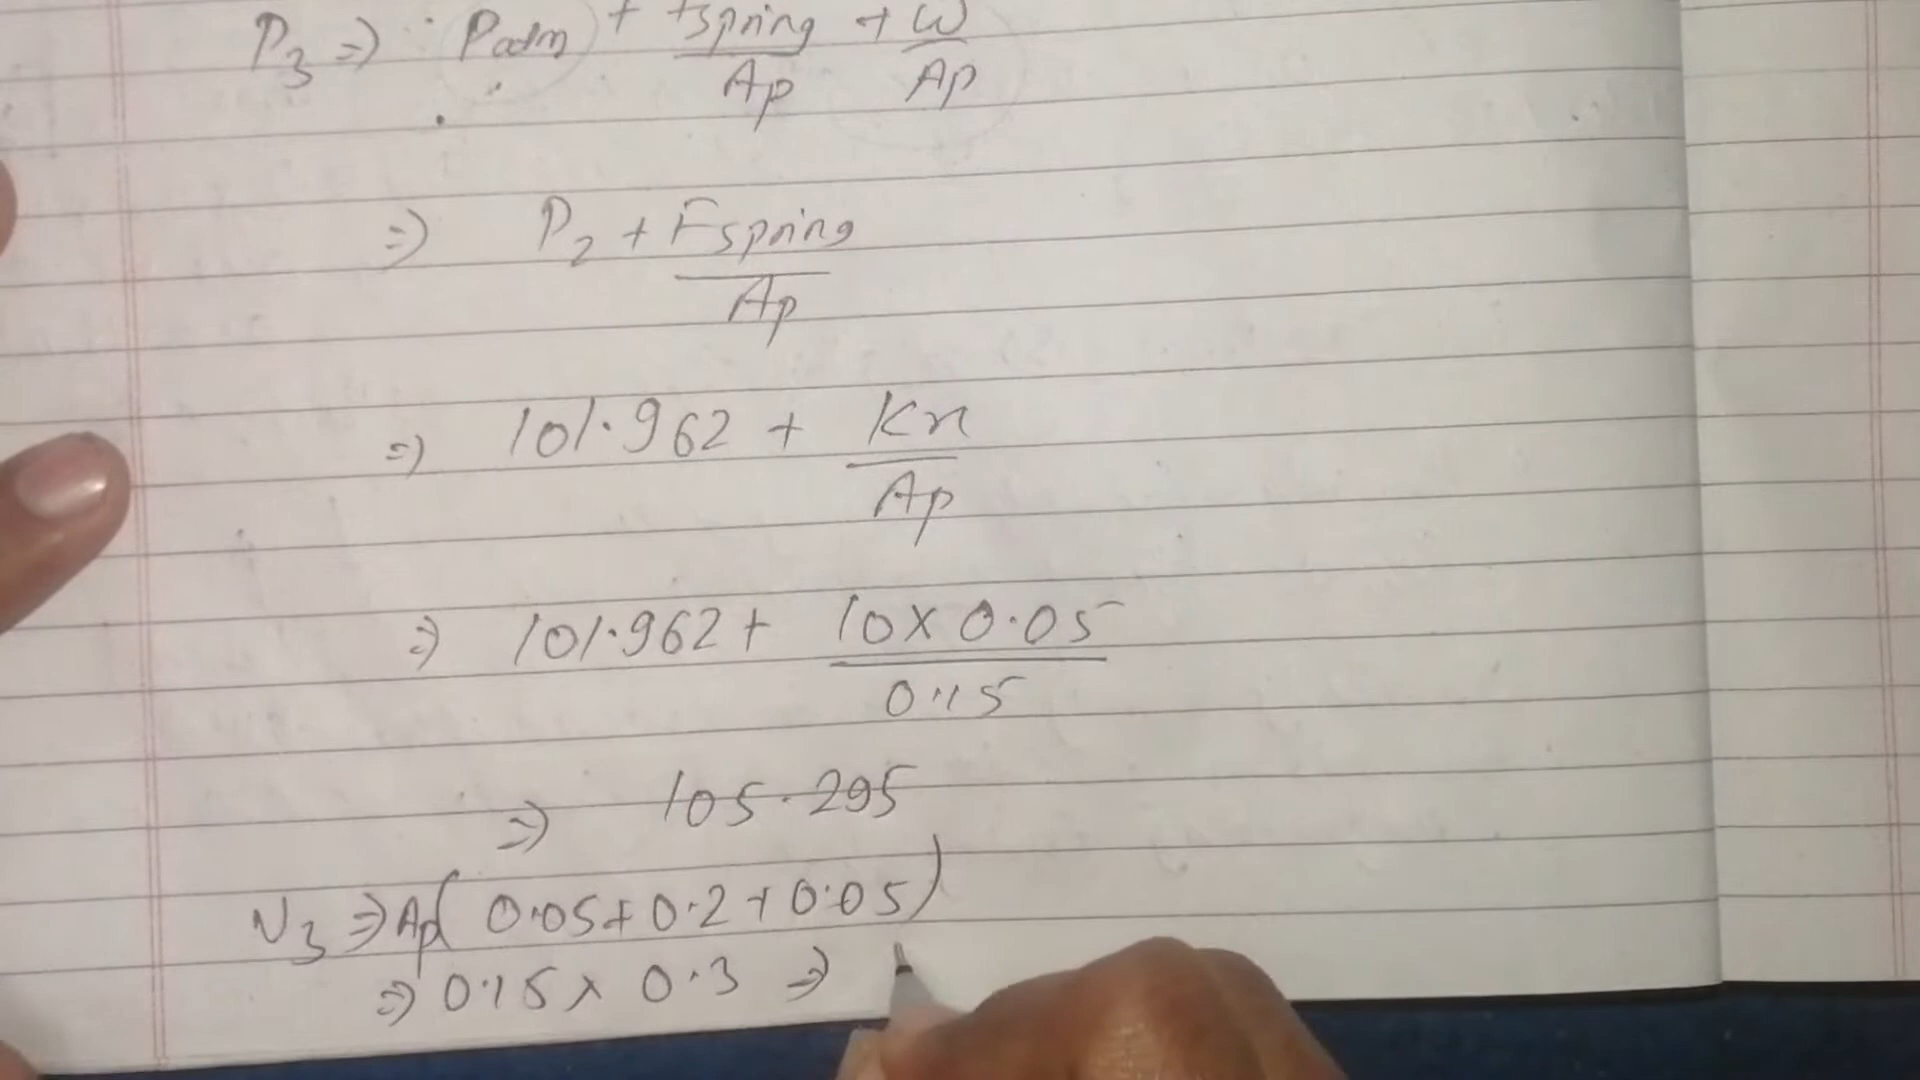 P3 => Patm + Fspring/Ap + W/Ap
=> P2 + Fspring/Ap
=> 101.962 + Kx/Ap
=> 101.962 + 10 x 0.05/0.15
=> 105.295
V3 => Ap( 0.05 + 0.2 + 0.05 )
=> 0.15 x 0.3 =>